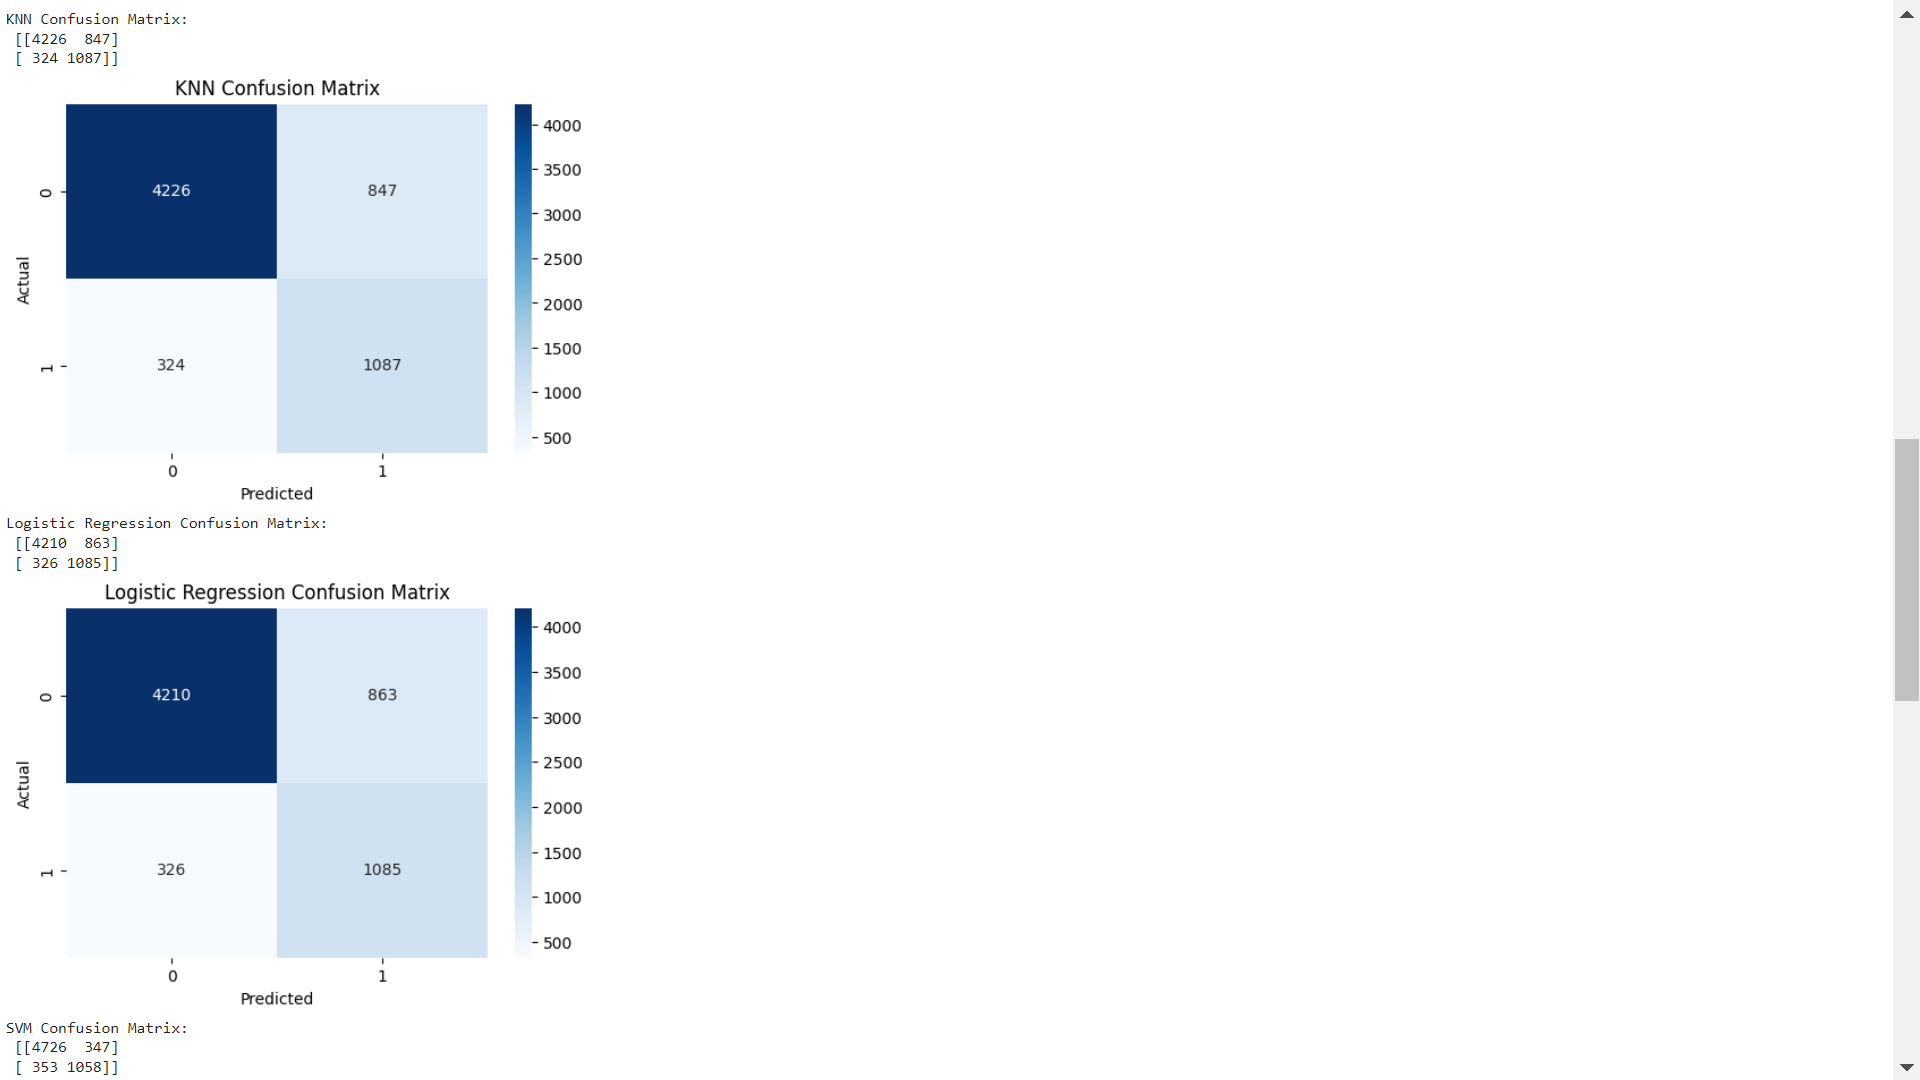 KNN Confusion Matrix:
[[4226  847]
[ 324 1087]]
KNN Confusion Matrix
4226 847
324 1087
0
1
Actual
0 1
Predicted
4000
3500
3000
2500
2000
1500
1000
500
Logistic Regression Confusion Matrix:
[[4210  863]
[ 326 1085]]
Logistic Regression Confusion Matrix
4210 863
326 1085
0
1
Actual
0 1
Predicted
4000
3500
3000
2500
2000
1500
1000
500
SVM Confusion Matrix:
[[4726  347]
[ 353 1058]]